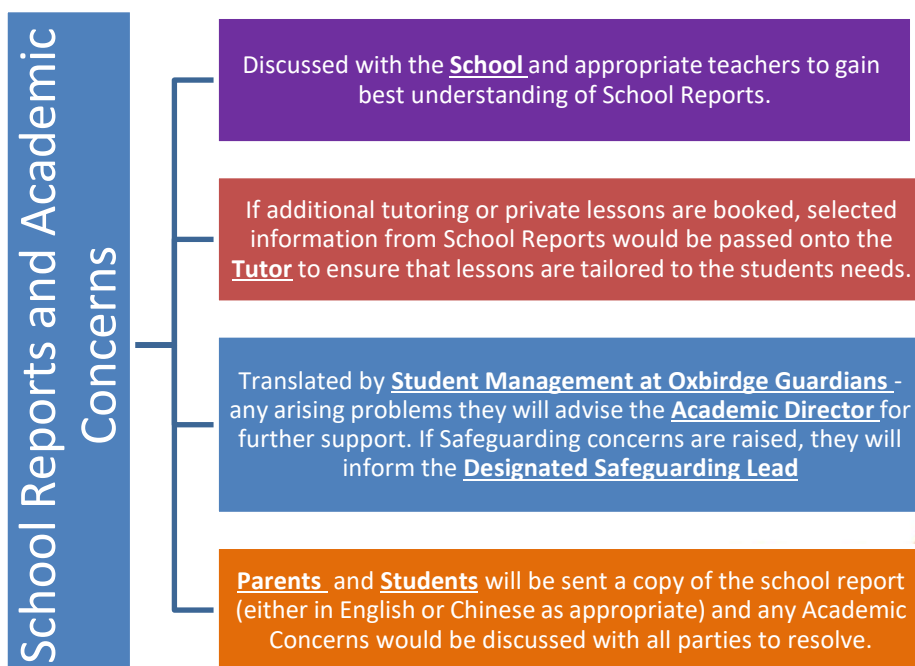 School Reports and Academic
Concerns
Discussed with the School and appropriate teachers to gain
best understanding of School Reports.
If additional tutoring or private lessons are booked, selected
information from School Reports would be passed onto the
Tutor to ensure that lessons are tailored to the students needs.
Translated by Student Management at Oxbirdge Guardians -
any arising problems they will advise the Academic Director for
further support. If Safeguarding concerns are raised, they will
inform the Designated Safeguarding Lead
Parents and Students will be sent a copy of the school report
(either in English or Chinese as appropriate) and any Academic
Concerns would be discussed with all parties to resolve.